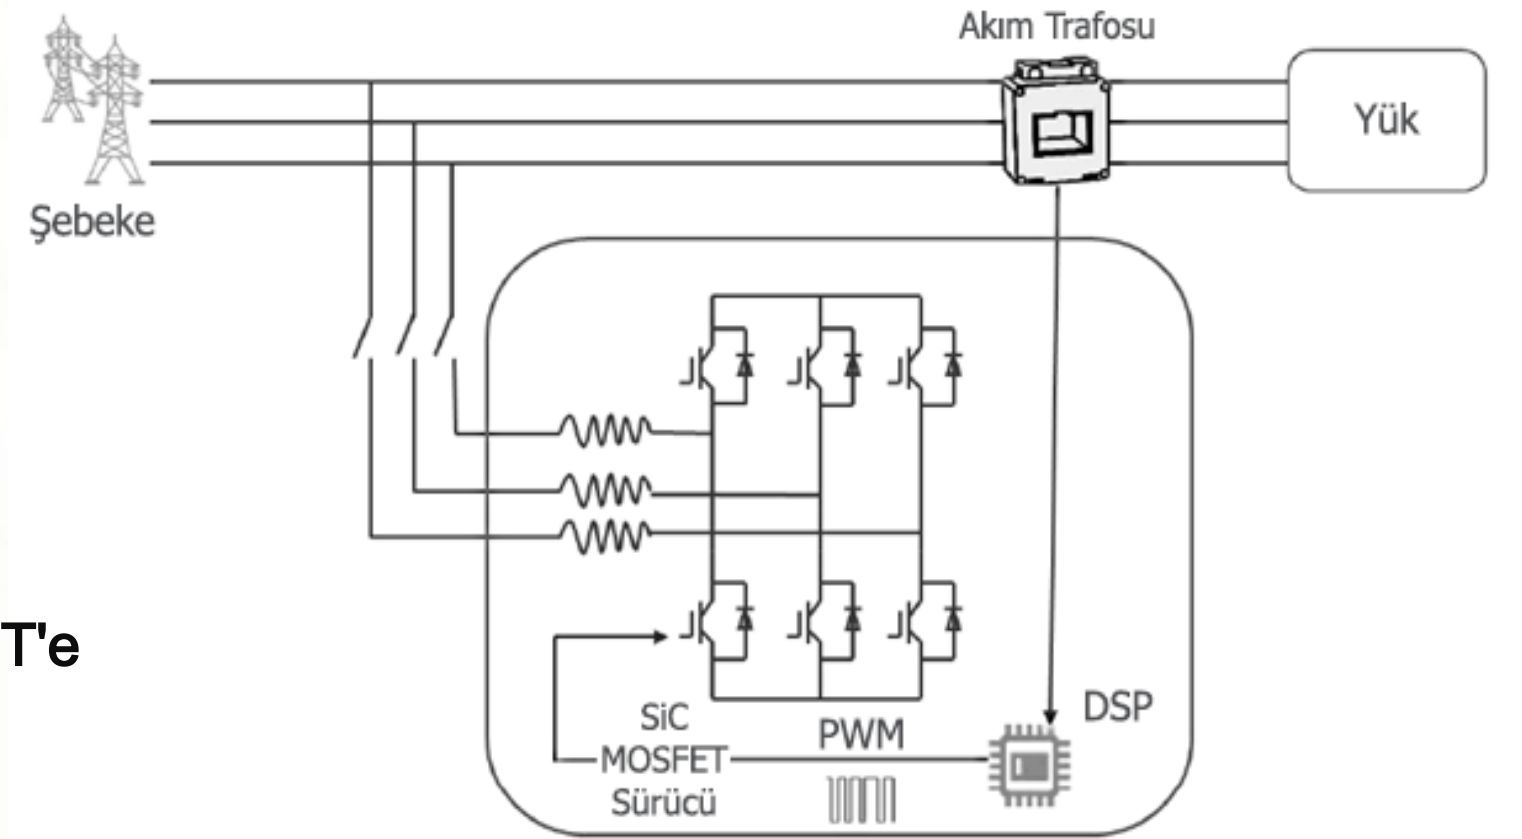 Akım Trafosu
Yük
Şebeke
T'e
DSP
SiC
MOSFET
Sürücü
PWM